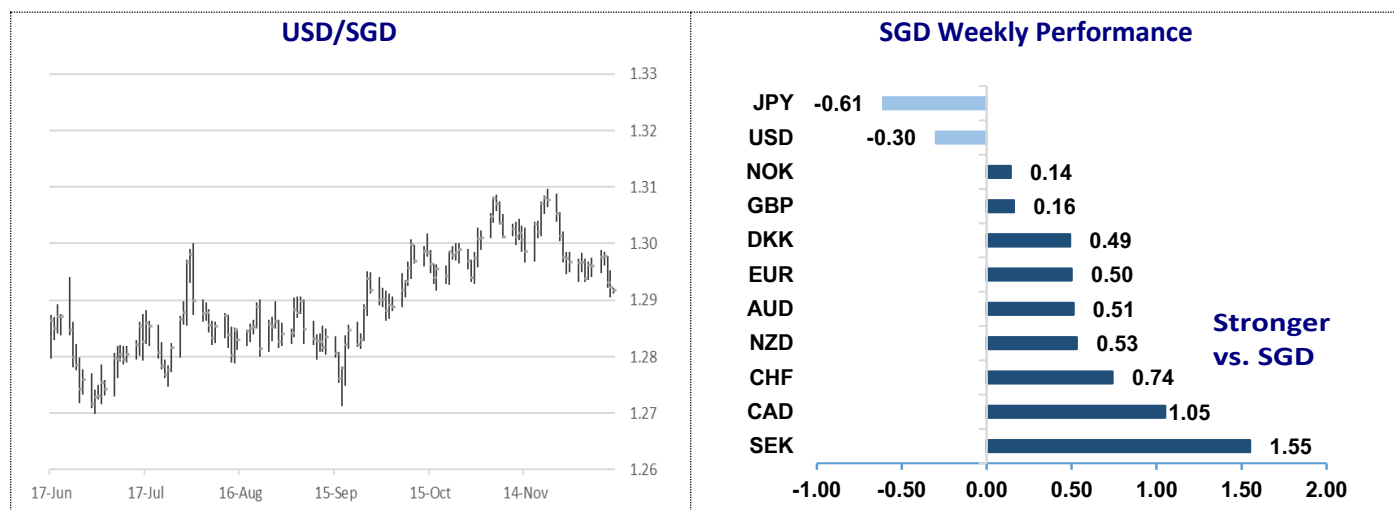 USD/SGD
1.33
1.32
1.31
1.30
1.29
1.28
1.27
1.26
17-Jun 17-Jul 16-Aug 15-Sep 15-Oct 14-Nov
SGD Weekly Performance
JPY -0.61
USD -0.30
NOK 0.14
GBP 0.16
DKK 0.49
EUR 0.50
AUD 0.51
NZD 0.53
CHF 0.74
CAD 1.05
SEK 1.55
Stronger
vs. SGD
-1.00 -0.50 0.00 0.50 1.00 1.50 2.00